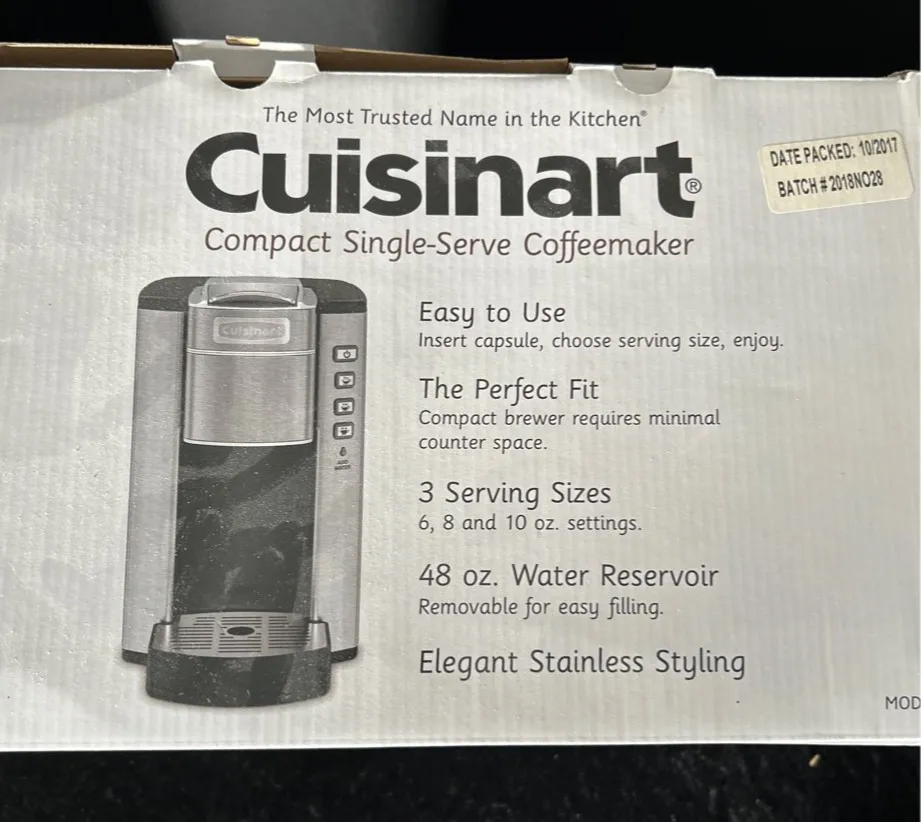 The Most Trusted Name in the Kitchen®
Cuisinart®
Compact Single-Serve Coffeemaker
DATE PACKED: 10/2017
BATCH # 2018NO28
Cuisinart
Easy to Use
Insert capsule, choose serving size, enjoy.
The Perfect Fit
Compact brewer requires minimal
counter space.
ADD
WATER
3 Serving Sizes
6, 8 and 10 oz. settings.
48 oz. Water Reservoir
Removable for easy filling.
Elegant Stainless Styling
MOD